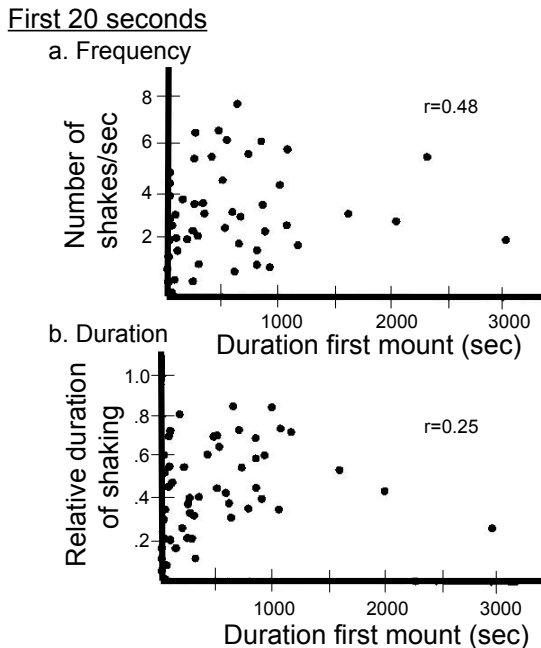 First 20 seconds
a. Frequency
Number of
shakes/sec
8
6
4
2
r=0.48
1000
2000
3000
Duration first mount (sec)
b. Duration
Relative duration
of shaking
1.0
.8
.6
.4
.2
r=0.25
1000
2000
3000
Duration first mount (sec)